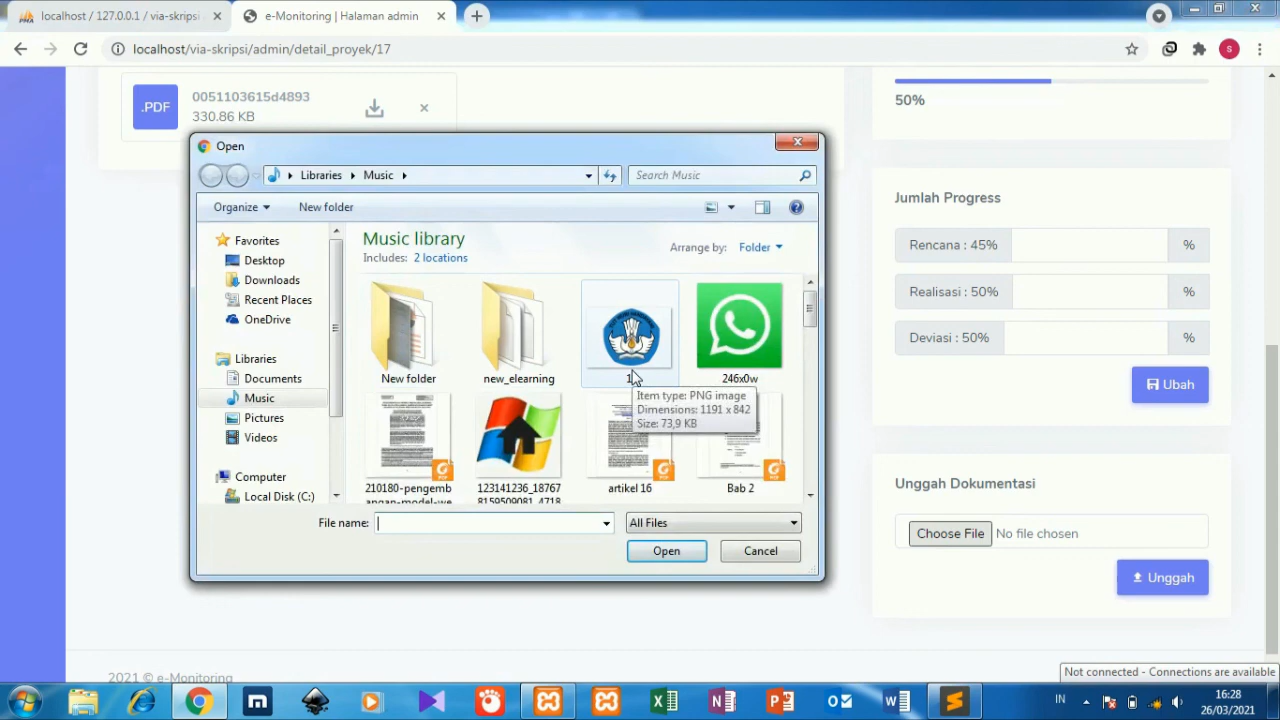 localhost / 127.0.0.1 / via-skripsi
e-Monitoring | Halaman admin
localhost/via-skripsi/admin/detail_proyek/17
S
.PDF
0051103615d4893
330.86 KB
50%
Jumlah Progress
Rencana : 45%
%
Realisasi : 50%
%
Deviasi : 50%
%
Ubah
Unggah Dokumentasi
Choose File
No file chosen
Unggah
2021 © e-Monitoring
Open
Libraries
Music
Search Music
Organize
New folder
Music library
Includes: 2 locations
Arrange by:
Folder
Favorites
Desktop
Downloads
Recent Places
OneDrive
Libraries
Documents
Music
Pictures
Videos
Computer
Local Disk (C:)
New folder
new_elearning
1
246x0w
Item type: PNG image
Dimensions: 1191 x 842
Size: 73,9 KB
210180-pengemb
angan-model-we
123141236_18767
8159509081_4718
artikel 16
Bab 2
File name:
All Files
Open
Cancel
Not connected - Connections are available
IN
16:28
26/03/2021